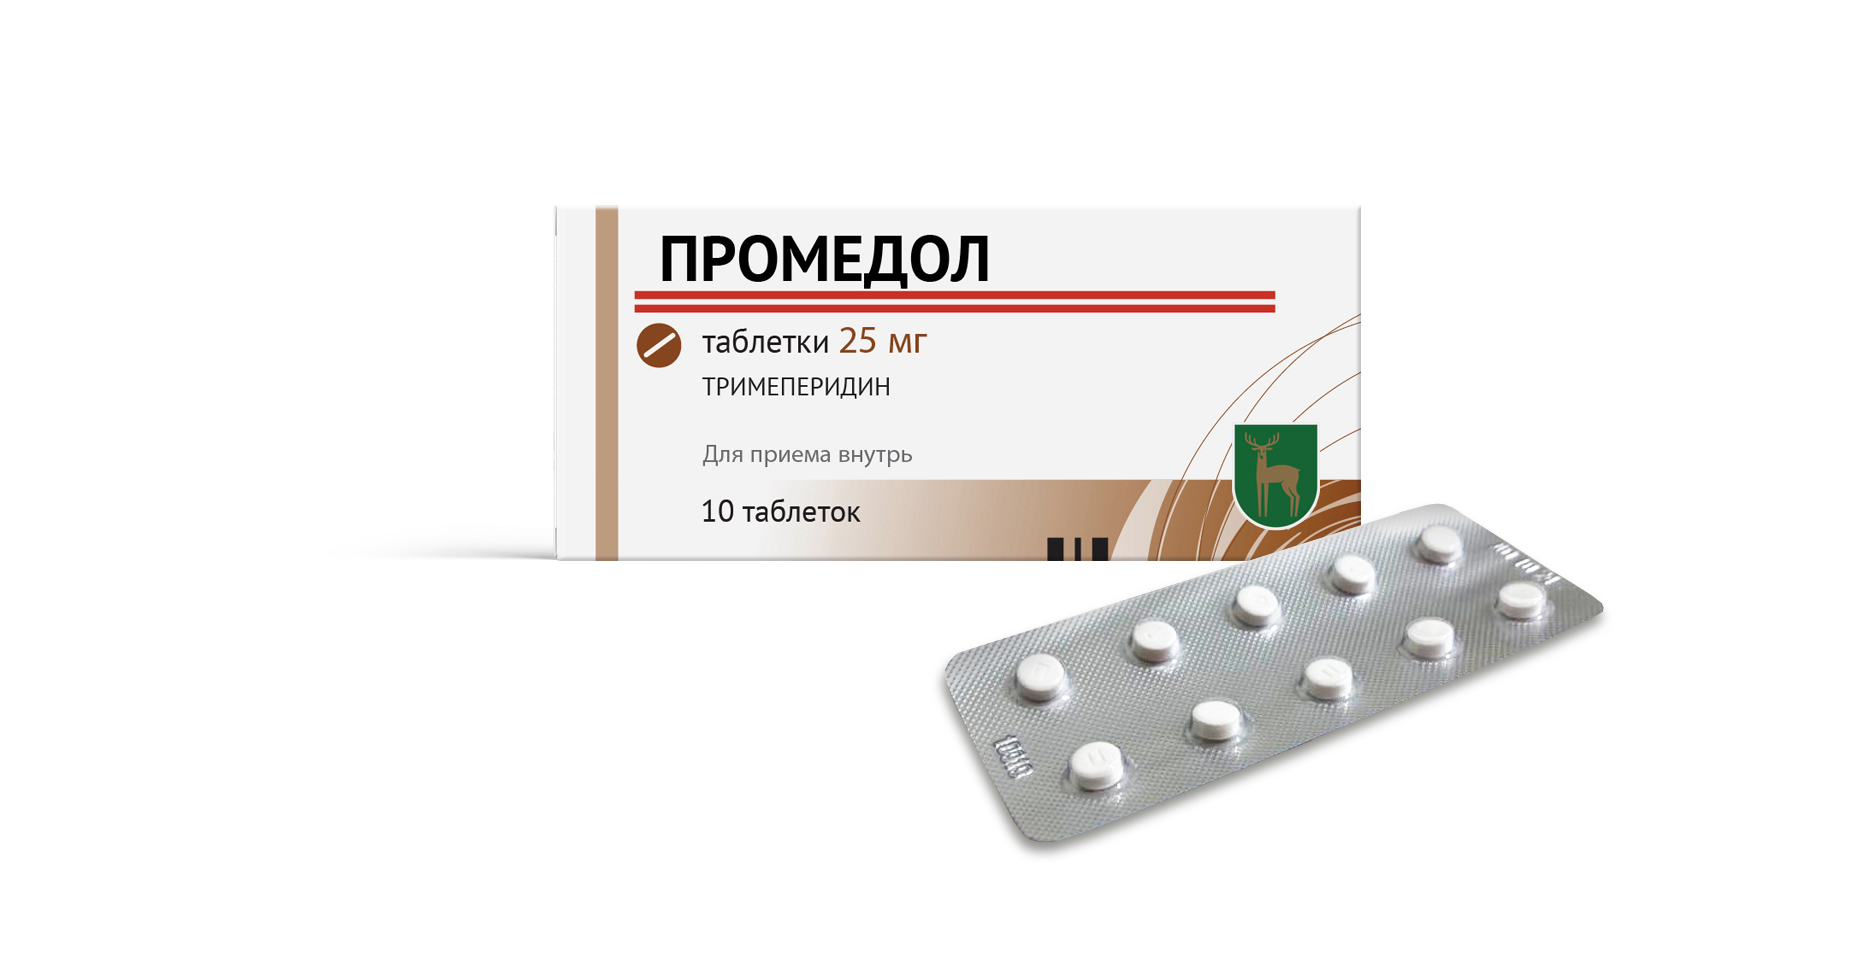 ПРОМЕДОЛ
таблетки 25 мг
ТРИМЕПЕРИДИН
Для приема внутрь
10 таблеток